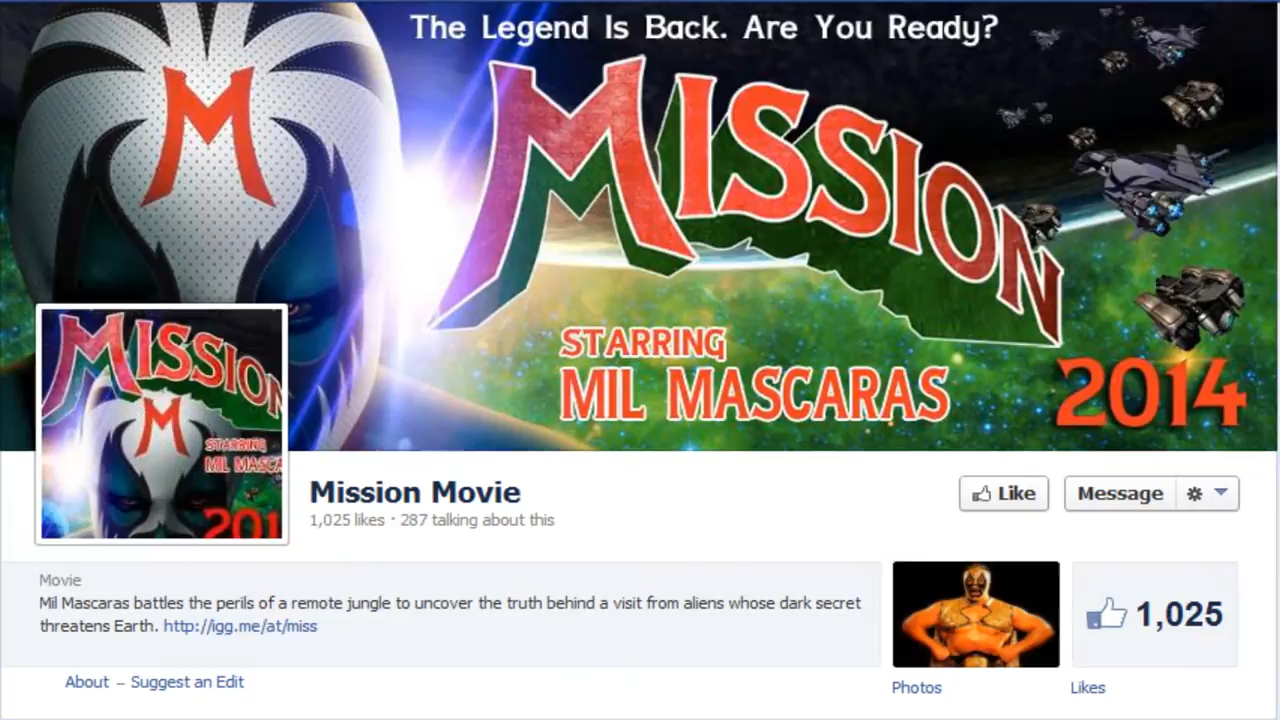 The Legend Is Back. Are You Ready?
M
MISSION
STARRING
MIL MASCARAS
2014
MISSION
M
STARRING
MIL MASCA
201
Mission Movie
1,025 likes · 287 talking about this
Like
Message
Movie
Mil Mascaras battles the perils of a remote jungle to uncover the truth behind a visit from aliens whose dark secret
threatens Earth. http://igg.me/at/miss
1,025
About – Suggest an Edit
Photos
Likes